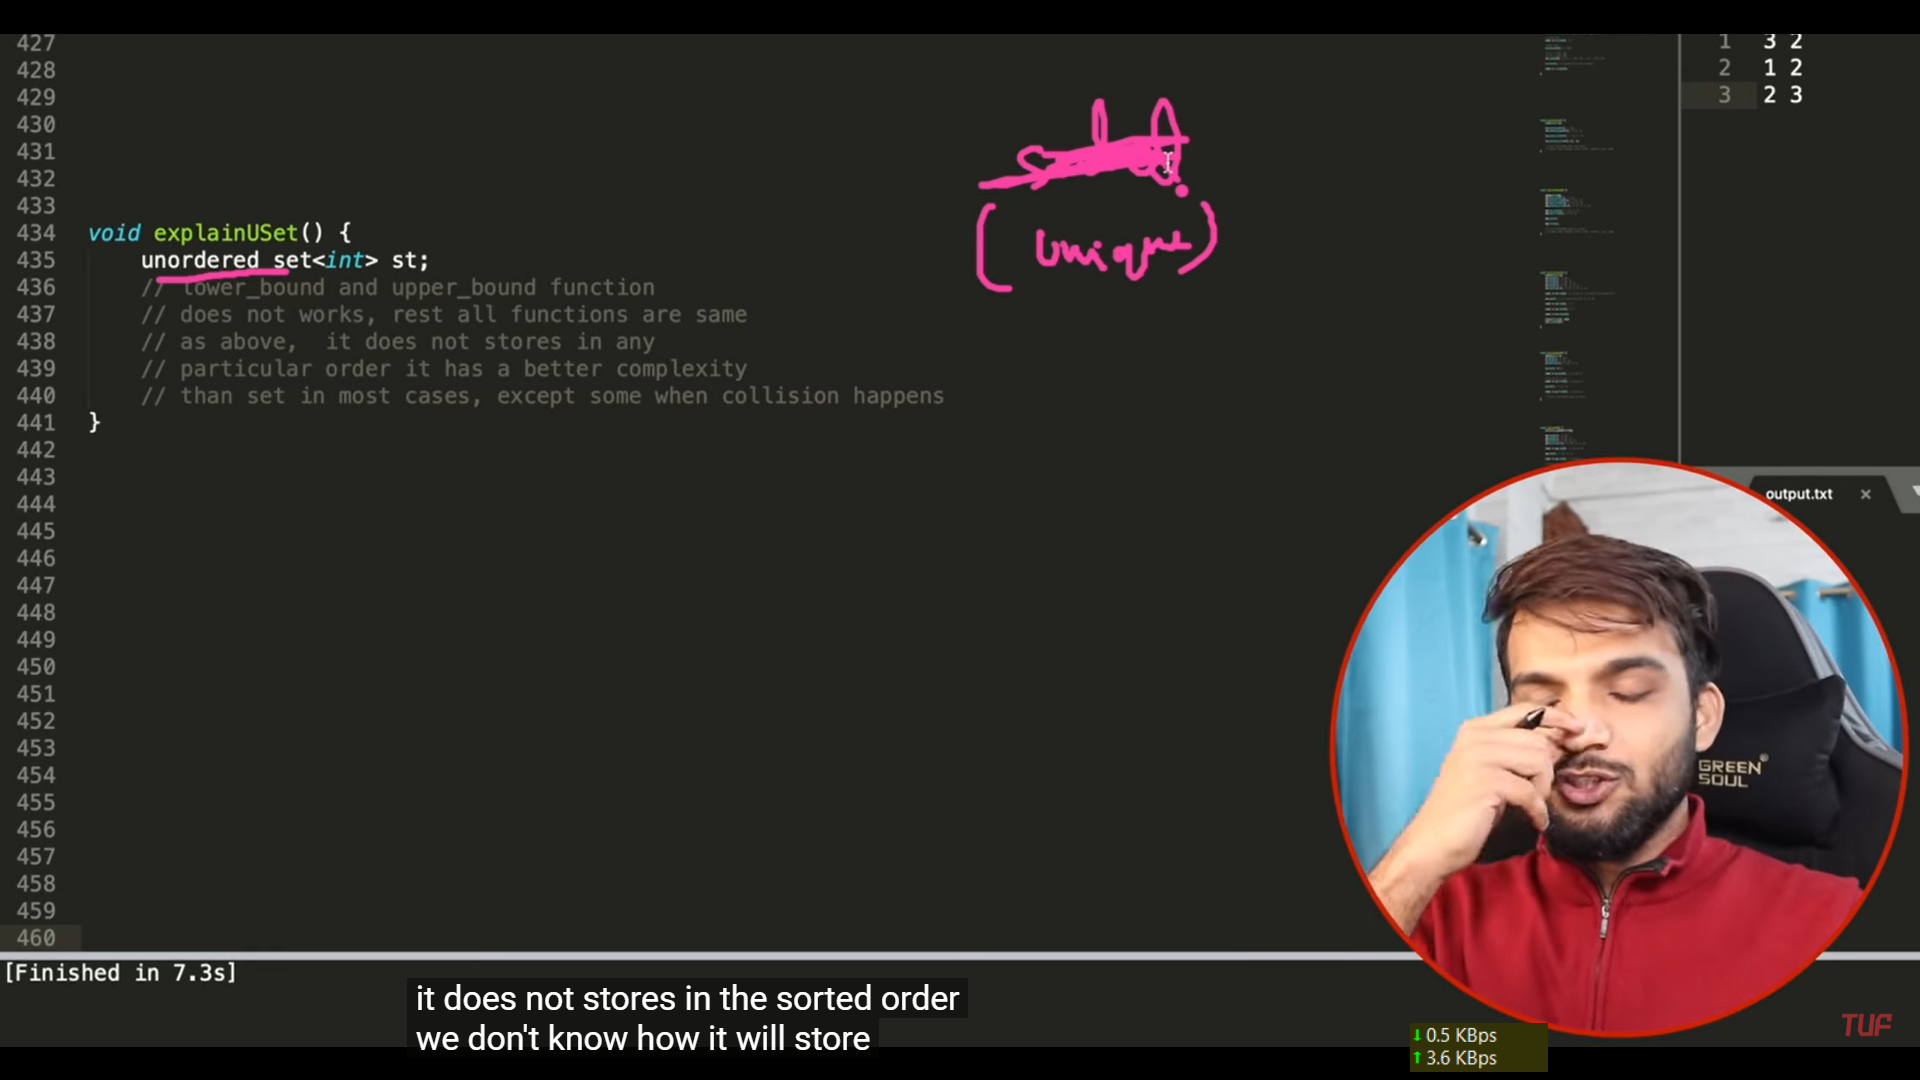 427
428
429
430
431
432
433
434 void explainUSet() {
435 unordered_set<int> st;
436 // lower_bound and upper_bound function
437 // does not works, rest all functions are same
438 // as above, it does not stores in any
439 // particular order it has a better complexity
440 // than set in most cases, except some when collision happens
441 }
442
443
444
445
446
447
448
449
450
451
452
453
454
455
456
457
458
459
460
(Unique)
1 3 2
2 1 2
3 2 3
output.txt ×
GREEN SOUL
[Finished in 7.3s]
it does not stores in the sorted order
we don't know how it will store
↓ 0.5 KBps
↑ 3.6 KBps
TUF